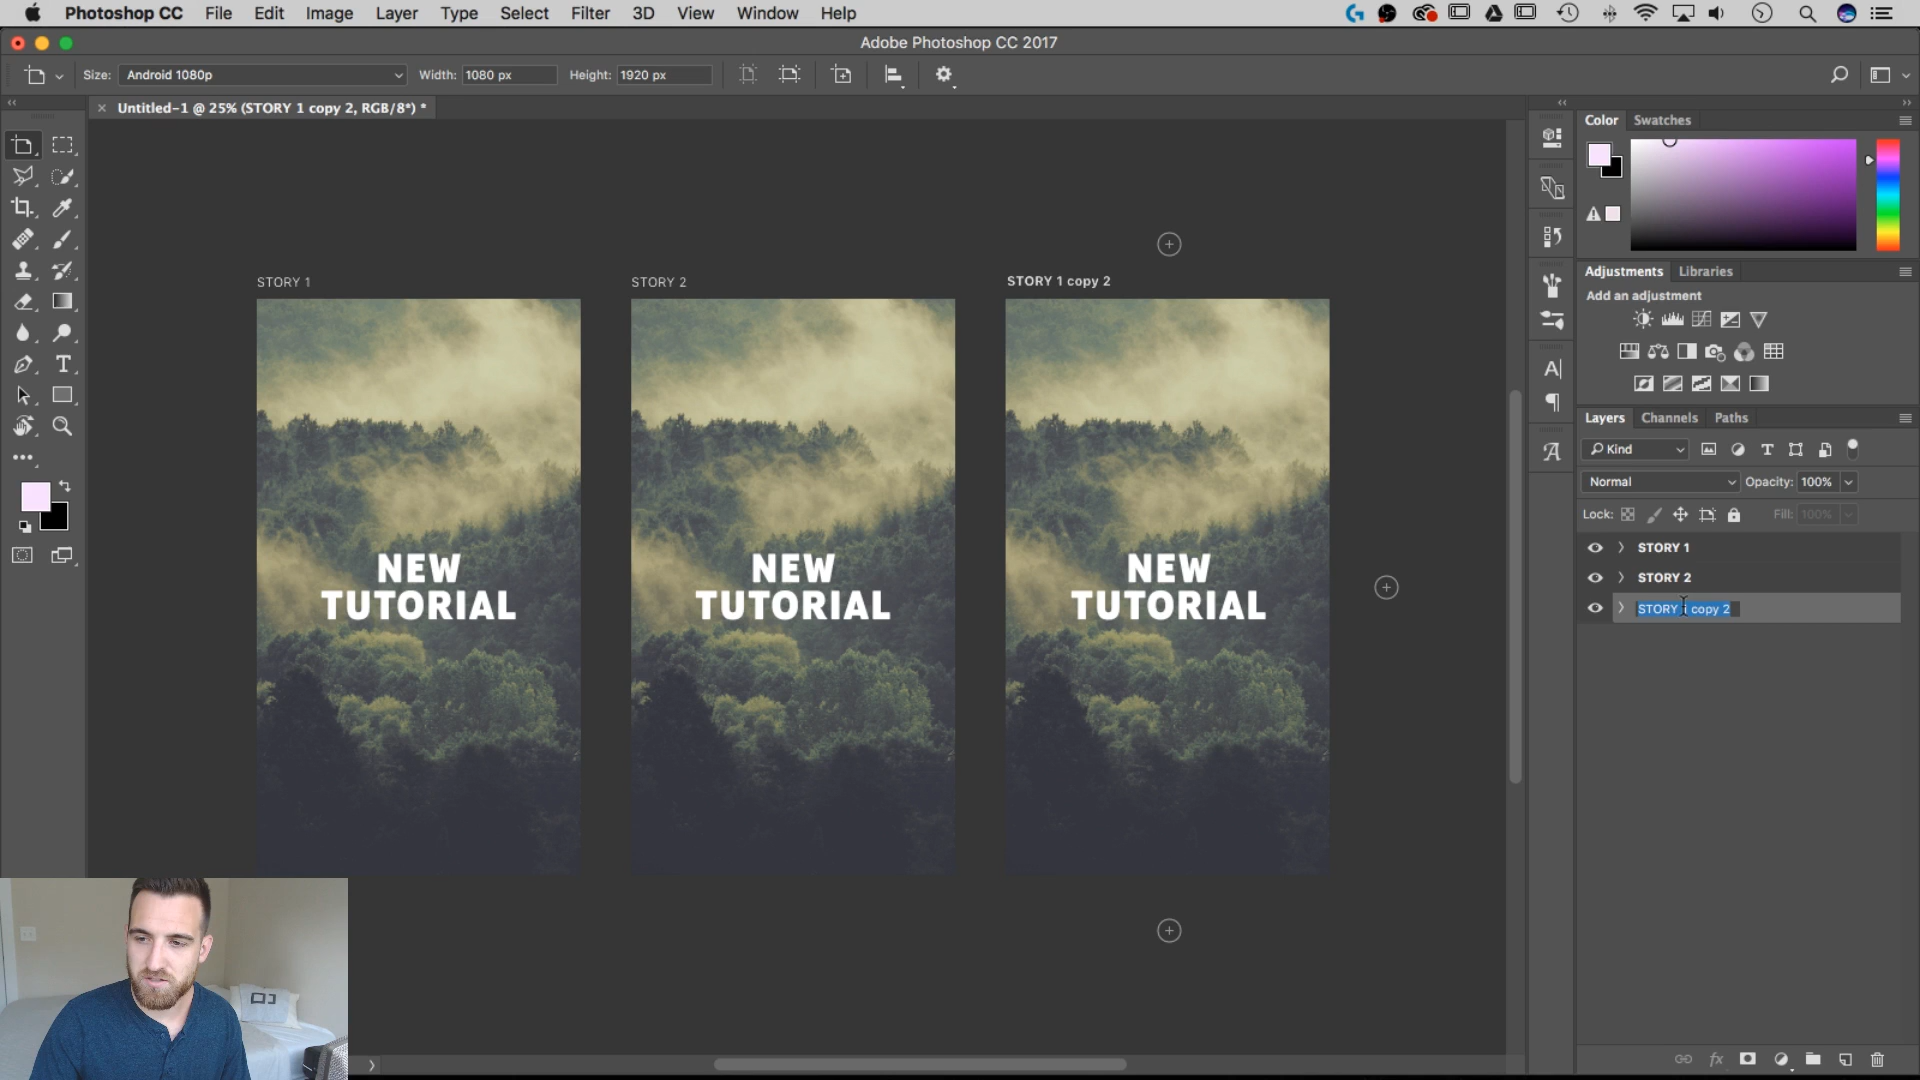 Photoshop CC File Edit Image Layer Type Select Filter 3D View Window Help
Adobe Photoshop CC 2017
Size: Android 1080p Width: 1080 px Height: 1920 px
Untitled-1 @ 25% (STORY 1 copy 2, RGB/8*) *
Color Swatches
Adjustments Libraries
Add an adjustment
Layers Channels Paths
Kind
Normal Opacity: 100%
Lock: Fill: 100%
STORY 1
STORY 2
STORY 1 copy 2
STORY 1
STORY 2
STORY 1 copy 2
NEW
TUTORIAL
NEW
TUTORIAL
NEW
TUTORIAL